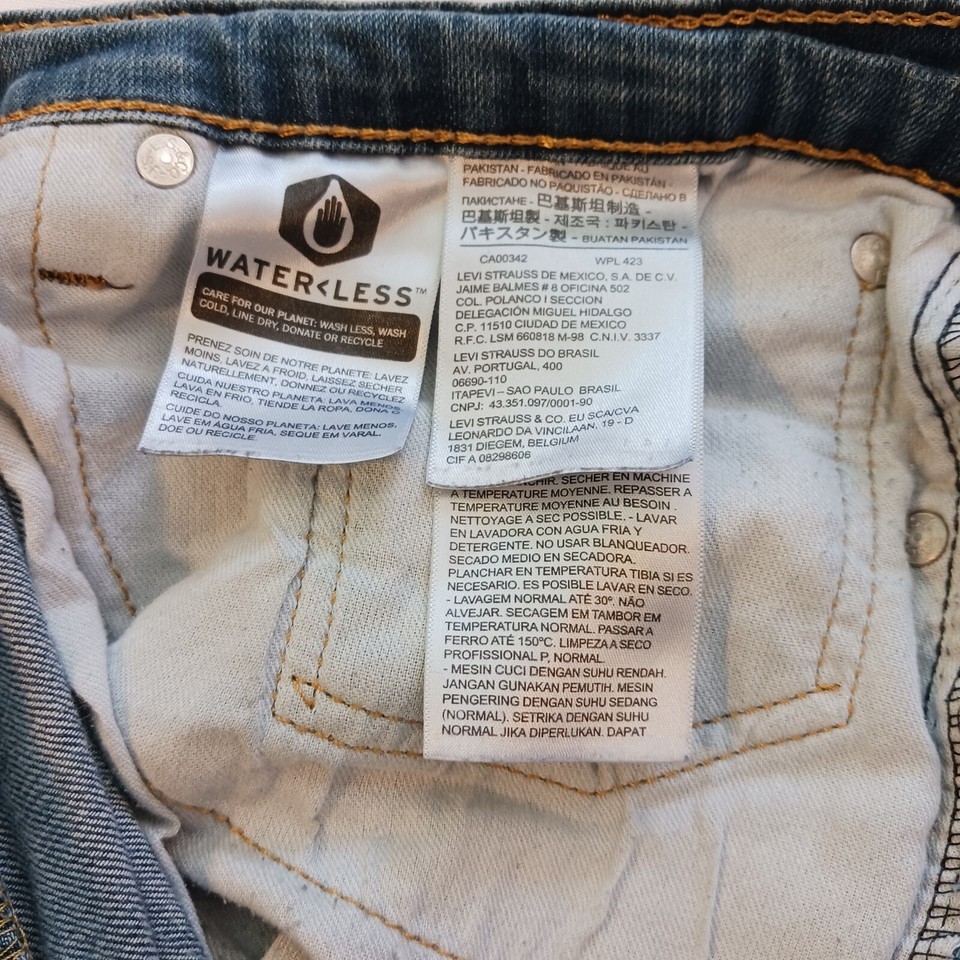 WATER<LESS™
CARE FOR OUR PLANET: WASH LESS, WASH
COLD, LINE DRY, DONATE OR RECYCLE
PRENEZ SOIN DE NOTRE PLANETE: LAVEZ
MOINS, LAVEZ A FROID, LAISSEZ SECHER
NATURELLEMENT, DONNEZ OU RECYCLEZ
CUIDA NUESTRO PLANETA: LAVA MENOS,
LAVA EN FRIO, TIENDE LA ROPA, DONA O
RECICLA.
CUIDE DO NOSSO PLANETA: LAVE MENOS,
LAVE EM ÁGUA FRIA, SEQUE EM VARAL,
DOE OU RECICLE.
AU
PAKISTAN - FABRICADO EN PAKISTÁN -
FABRICADO NO PAQUISTÃO - СДЕЛАНО В
ПАКИСТАНЕ - 巴基斯坦制造 -
巴基斯坦製 - 제조국 : 파키스탄 -
パキスタン製 - BUATAN PAKISTAN
CA00342 WPL 423
LEVI STRAUSS DE MEXICO, S.A. DE C.V.
JAIME BALMES # 8 OFICINA 502
COL. POLANCO I SECCION
DELEGACIÓN MIGUEL HIDALGO
C.P. 11510 CIUDAD DE MEXICO
R.F.C. LSM 660818 M-98 C.N.I.V. 3337
LEVI STRAUSS DO BRASIL
AV. PORTUGAL, 400
06690-110
ITAPEVI – SAO PAULO BRASIL
CNPJ: 43.351.097/0001-90
LEVI STRAUSS & CO. EU SCA/CVA
LEONARDO DA VINCILAAN. 19 - D
1831 DIEGEM, BELGIUM
CIF A 08298606
SECHER EN MACHINE
A TEMPERATURE MOYENNE. REPASSER A
TEMPERATURE MOYENNE AU BESOIN .
NETTOYAGE A SEC POSSIBLE. - LAVAR
EN LAVADORA CON AGUA FRIA Y
DETERGENTE. NO USAR BLANQUEADOR.
SECADO MEDIO EN SECADORA.
PLANCHAR EN TEMPERATURA TIBIA SI ES
NECESARIO. ES POSIBLE LAVAR EN SECO.
- LAVAGEM NORMAL ATÉ 30º. NÃO
ALVEJAR. SECAGEM EM TAMBOR EM
TEMPERATURA NORMAL. PASSAR A
FERRO ATÉ 150ºC. LIMPEZA A SECO
PROFISSIONAL P, NORMAL.
- MESIN CUCI DENGAN SUHU RENDAH.
JANGAN GUNAKAN PEMUTIH. MESIN
PENGERING DENGAN SUHU SEDANG
(NORMAL). SETRIKA DENGAN SUHU
NORMAL JIKA DIPERLUKAN. DAPAT